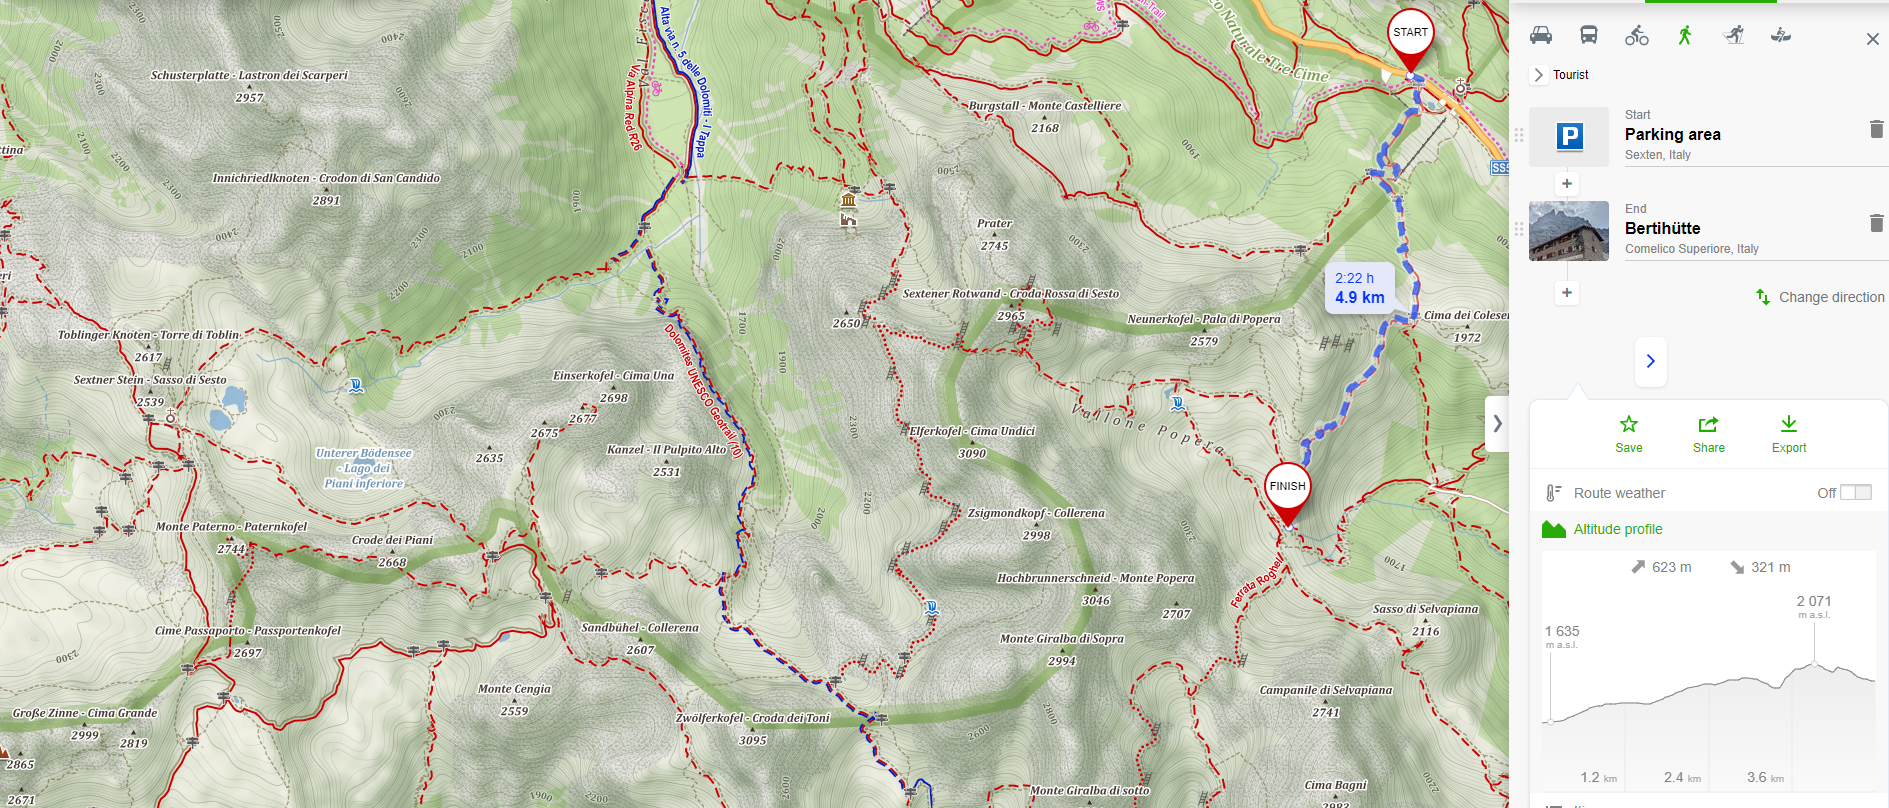 Schusterplatte - Lastron dei Scarperi
2957
Innichriedlknoten - Crodon di San Candido
2891
Toblinger Knoten - Torre di Toblin
2617
Sextner Stein - Sasso di Sesto
2539
Unterer Bödensee
- Lago dei
Piani inferiore
2635
2675
2677
Einserkofel - Cima Una
2698
Kanzel - Il Pulpito Alto
2531
Monte Paterno - Paternkofel
2744
Crode dei Piani
2668
Cime Passaporto - Passportenkofel
2697
Große Zinne - Cima Grande
2999
2819
2865
2671
Monte Cengia
2559
Sandbühel - Collerena
2607
Zwölferkofel - Croda dei Toni
3095
Via Alpina Red R26
Alta via n. 5 delle Dolomiti - I Tappa
Dolomites UNESCO Geotrail (10)
Burgstall - Monte Castelliere
2168
Prater
2745
Sextener Rotwand - Croda Rossa di Sesto
2965
2650
Neunerkofel - Pala di Popera
2579
Elferkofel - Cima Undici
3090
Vallone Popera
Zsigmondkopf - Collerena
2998
Hochbrunnerschneid - Monte Popera
3046
2707
Monte Giralba di Sopra
2994
Monte Giralba di sotto
Ferrata Roghel
Sasso di Selvapiana
2116
Campanile di Selvapiana
2741
Cima Bagni
2983
Cima dei Colesei
1972
Naturale Tre Cime
START
FINISH
2:22 h
4.9 km
Tourist
Start
Parking area
Sexten, Italy
End
Bertihütte
Comelico Superiore, Italy
Change direction
Save
Share
Export
Route weather
Off
Altitude profile
623 m
321 m
2 071
m a.s.l.
1 635
m a.s.l.
1.2 km
2.4 km
3.6 km